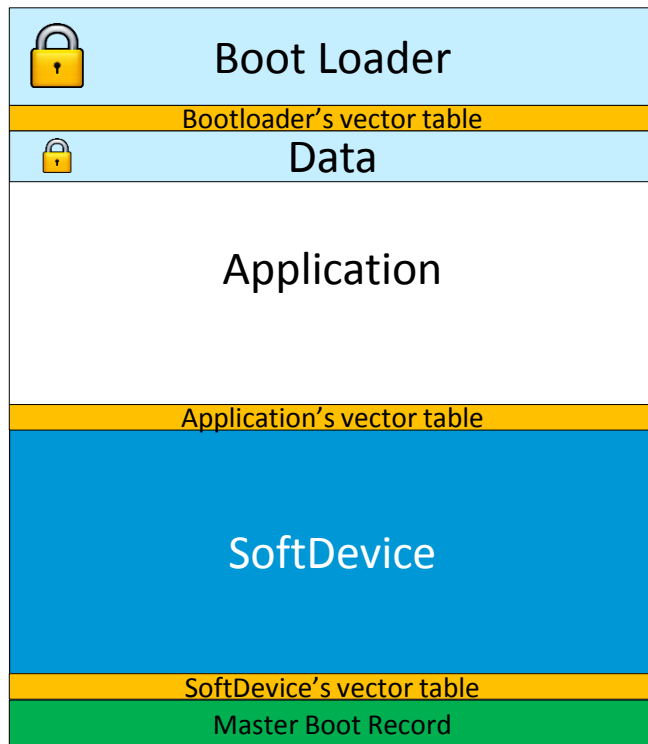 Boot Loader
Bootloader’s vector table
Data
Application
Application’s vector table
SoftDevice
SoftDevice’s vector table
Master Boot Record